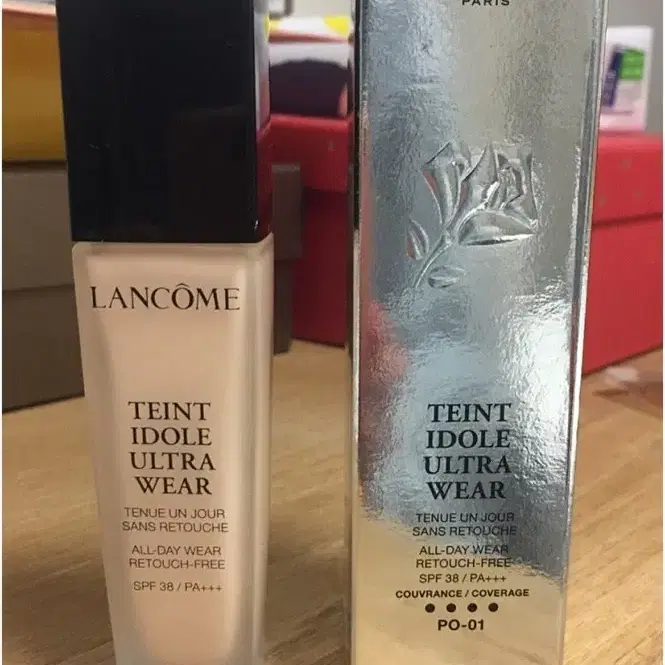 LANCÔME
TEINT
IDOLE
ULTRA
WEAR
TENUE UN JOUR
SANS RETOUCHE
ALL-DAY WEAR
RETOUCH-FREE
SPF 38 / PA+++
PARIS
TEINT
IDOLE
ULTRA
WEAR
TENUE UN JOUR
SANS RETOUCHE
ALL-DAY WEAR
RETOUCH-FREE
SPF 38 / PA+++
COUVRANCE / COVERAGE
PO-01